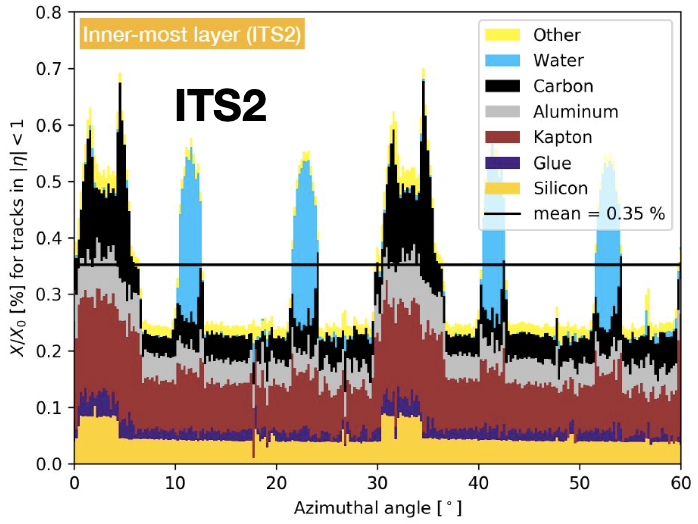 Inner-most layer (ITS2)
ITS2
Other
Water
Carbon
Aluminum
Kapton
Glue
Silicon
mean = 0.35 %
X/X₀ [%] for tracks in |η| < 1
0.8
0.7
0.6
0.5
0.4
0.3
0.2
0.1
0.0
0 10 20 30 40 50 60
Azimuthal angle [°]